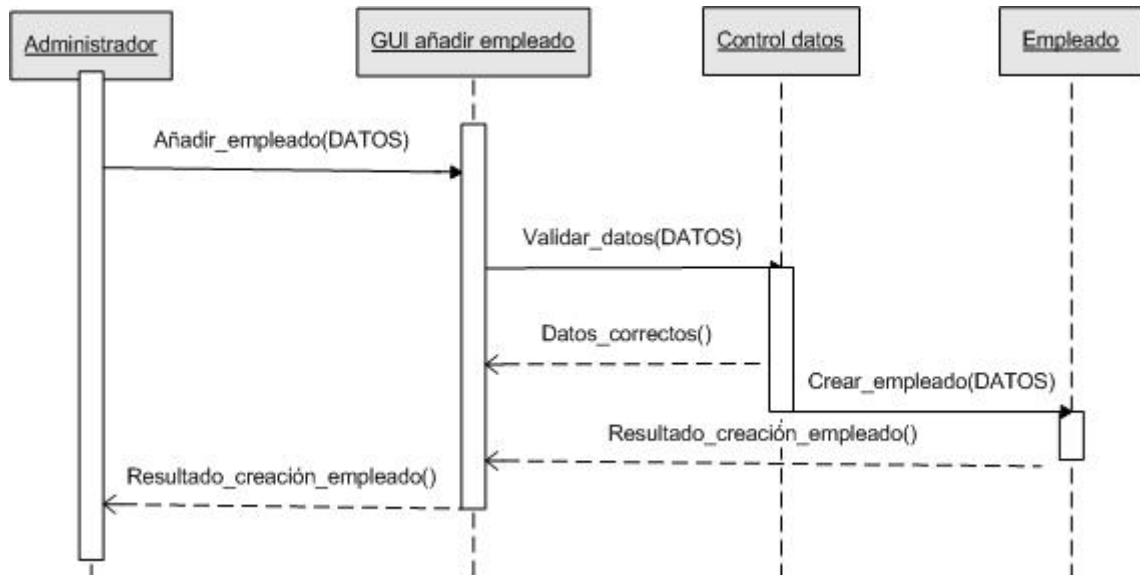 Administrador
GUI añadir empleado
Control datos
Empleado
Añadir_empleado(DATOS)
Validar_datos(DATOS)
Datos_correctos()
Crear_empleado(DATOS)
Resultado_creación_empleado()
Resultado_creación_empleado()